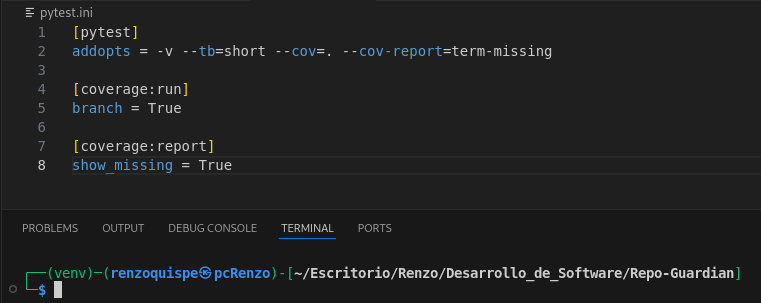 pytest.ini
1 [pytest]
2 addopts = -v --tb=short --cov=. --cov-report=term-missing
3
4 [coverage:run]
5 branch = True
6
7 [coverage:report]
8 show_missing = True
PROBLEMS OUTPUT DEBUG CONSOLE TERMINAL PORTS
┌──(venv)─(renzoquispe㉿pcRenzo)-[~/Escritorio/Renzo/Desarrollo_de_Software/Repo-Guardian]
└─$